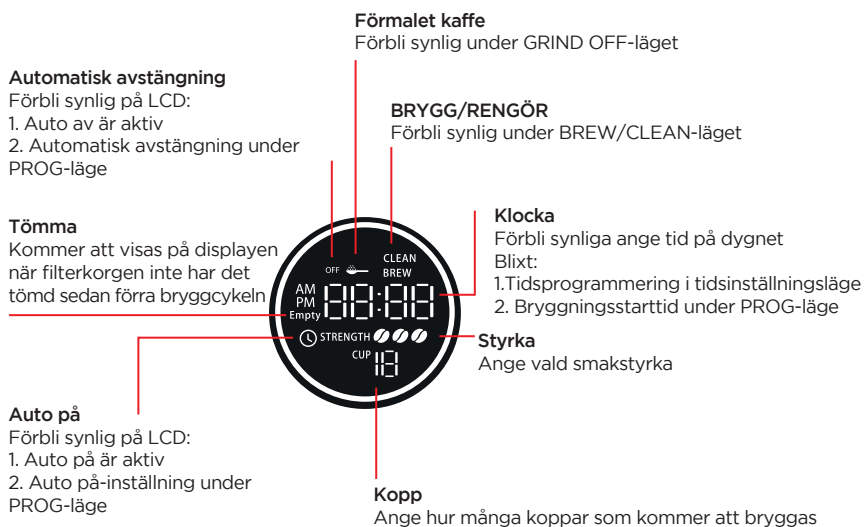 Förmalet kaffe
Förbli synlig under GRIND OFF-läget
Automatisk avstängning
Förbli synlig på LCD:
1. Auto av är aktiv
2. Automatisk avstängning under
PROG-läge
BRYGG/RENGÖR
Förbli synlig under BREW/CLEAN-läget
Tömma
Kommer att visas på displayen
när filterkorgen inte har det
tömd sedan förra bryggcykeln
Klocka
Förbli synliga ange tid på dygnet
Blixt:
1.Tidsprogrammering i tidsinställningsläge
2. Bryggningsstarttid under PROG-läge
OFF
CLEAN
BREW
AM
PM
88:88
Empty
STRENGTH
CUP
18
Styrka
Ange vald smakstyrka
Auto på
Förbli synlig på LCD:
1. Auto på är aktiv
2. Auto på-inställning under
PROG-läge
Kopp
Ange hur många koppar som kommer att bryggas